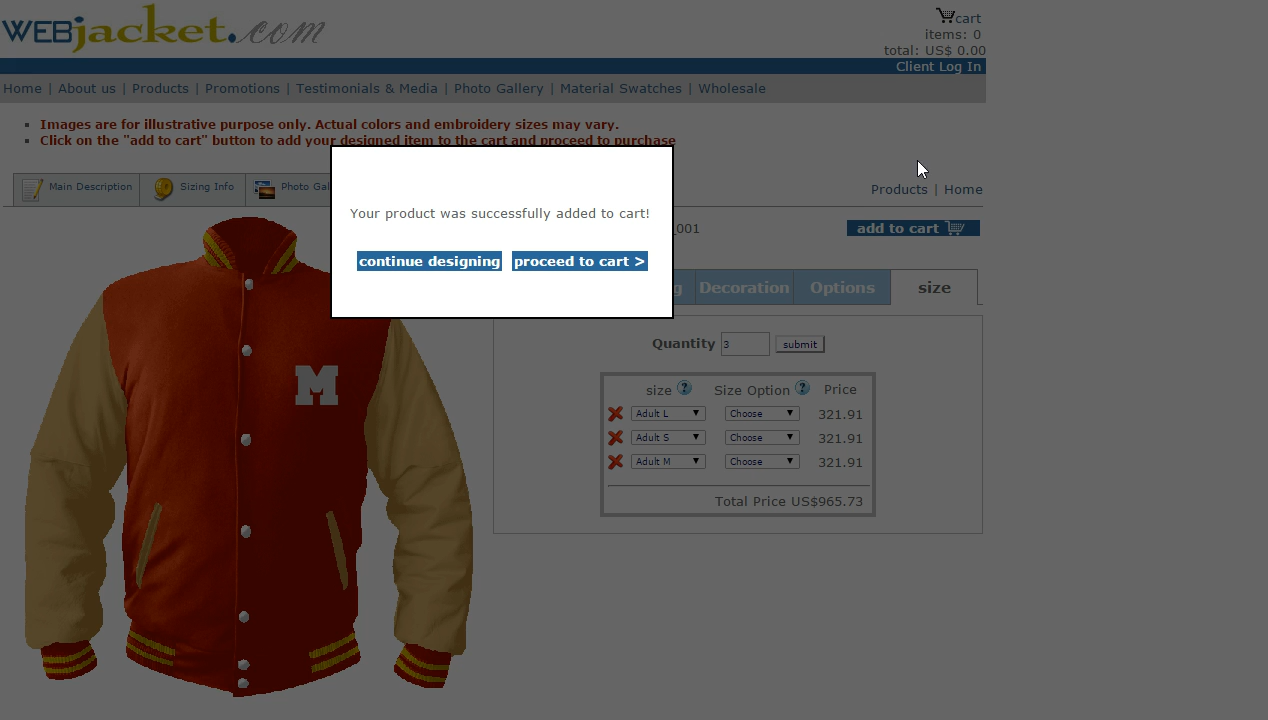 WEBjacket.com
cart
items: 0
total: US$ 0.00
Client Log In
Home | About us | Products | Promotions | Testimonials & Media | Photo Gallery | Material Swatches | Wholesale
Images are for illustrative purpose only. Actual colors and embroidery sizes may vary.
Click on the "add to cart" button to add your designed item to the cart and proceed to purchase
Main Description
Sizing Info
Photo Gal
Products | Home
Your product was successfully added to cart!
001
add to cart
continue designing
proceed to cart >
g
Decoration
Options
size
Quantity 3 submit
size ? Size Option ? Price
Adult L Choose 321.91
Adult S Choose 321.91
Adult M Choose 321.91
Total Price US$965.73
M